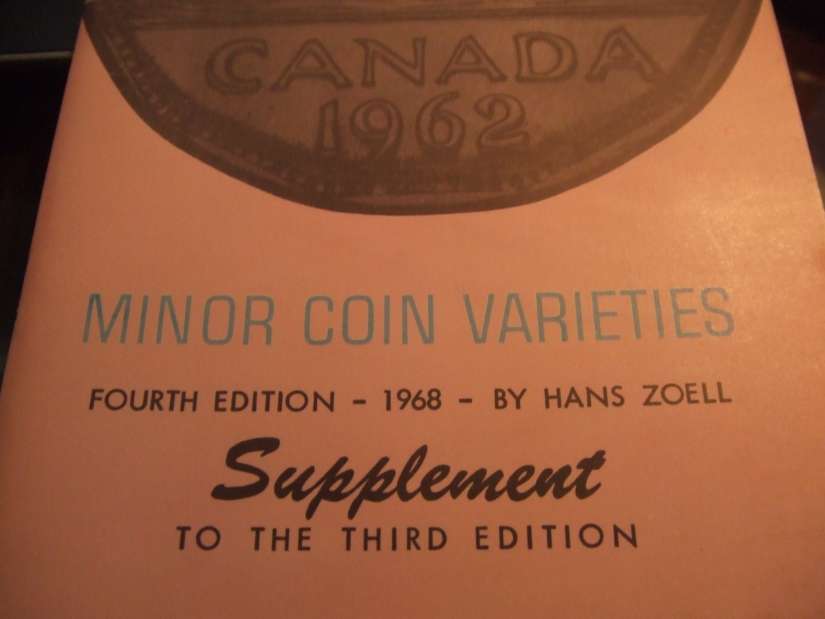 CANADA
1962
MINOR COIN VARIETIES
FOURTH EDITION - 1968 - BY HANS ZOELL
Supplement
TO THE THIRD EDITION